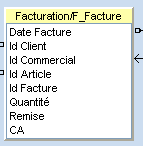 Facturation/F_Facture
Date Facture
Id Client
Id Commercial
Id Article
Id Facture
Quantité
Remise
CA